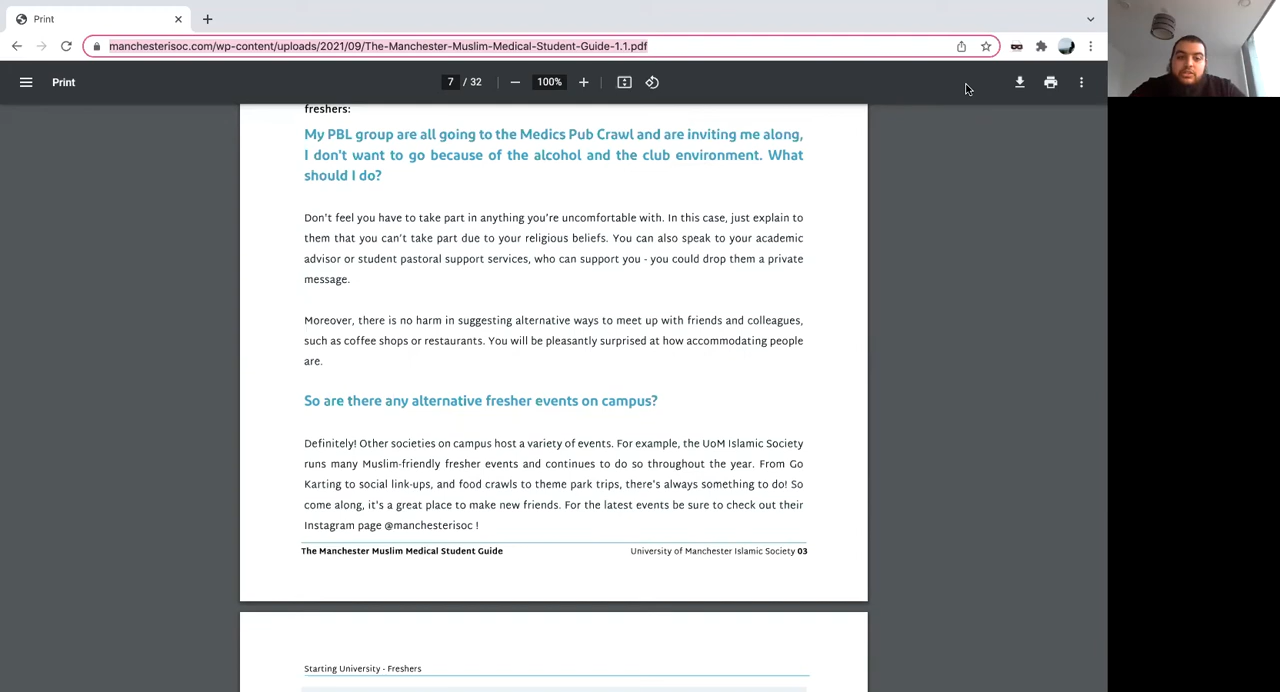 Print
manchesterisoc.com/wp-content/uploads/2021/09/The-Manchester-Muslim-Medical-Student-Guide-1.1.pdf
Print
7 / 32
100%
freshers:
My PBL group are all going to the Medics Pub Crawl and are inviting me along,
I don't want to go because of the alcohol and the club environment. What
should I do?
Don't feel you have to take part in anything you're uncomfortable with. In this case, just explain to
them that you can't take part due to your religious beliefs. You can also speak to your academic
advisor or student pastoral support services, who can support you - you could drop them a private
message.
Moreover, there is no harm in suggesting alternative ways to meet up with friends and colleagues,
such as coffee shops or restaurants. You will be pleasantly surprised at how accommodating people
are.
So are there any alternative fresher events on campus?
Definitely! Other societies on campus host a variety of events. For example, the UoM Islamic Society
runs many Muslim-friendly fresher events and continues to do so throughout the year. From Go
Karting to social link-ups, and food crawls to theme park trips, there's always something to do! So
come along, it's a great place to make new friends. For the latest events be sure to check out their
Instagram page @manchesterisoc !
The Manchester Muslim Medical Student Guide University of Manchester Islamic Society 03
Starting University - Freshers